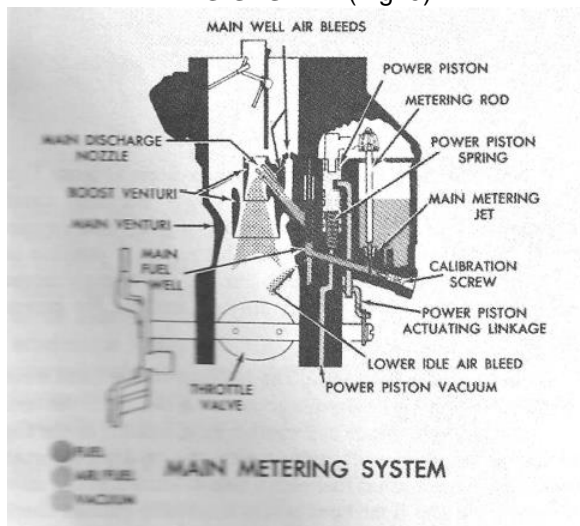 MAIN WELL AIR BLEEDS
POWER PISTON
METERING ROD
MAIN DISCHARGE
NOZZLE
POWER PISTON
SPRING
BOOST VENTURI
MAIN METERING
JET
MAIN VENTURI
MAIN
FUEL
WELL
CALIBRATION
SCREW
POWER PISTON
ACTUATING LINKAGE
LOWER IDLE AIR BLEED
THROTTLE
VALVE
POWER PISTON VACUUM
FUEL
AIR/FUEL
VACUUM
MAIN METERING SYSTEM